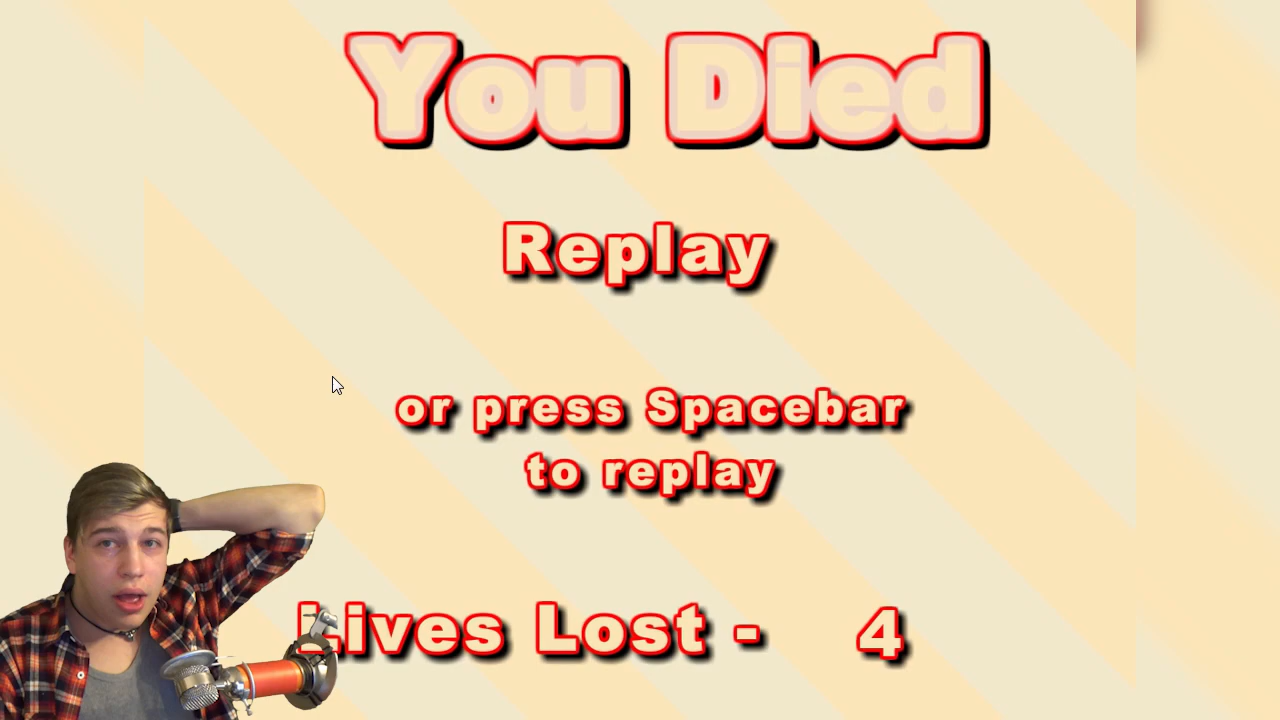 You Died
Replay
or press Spacebar
to replay
Lives Lost - 4